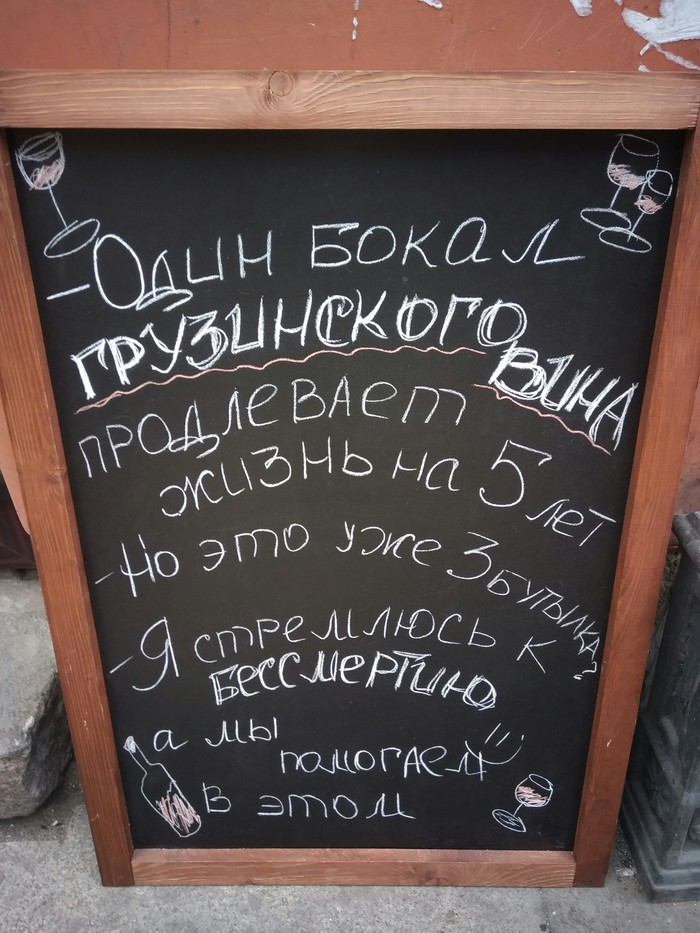 - Один бокал
грузинского
вина
продлевает
жизнь на 5 лет
- Но это уже 3 бутылка?
- Я стремлюсь к
бессмертию
а мы
помогаем
в этом